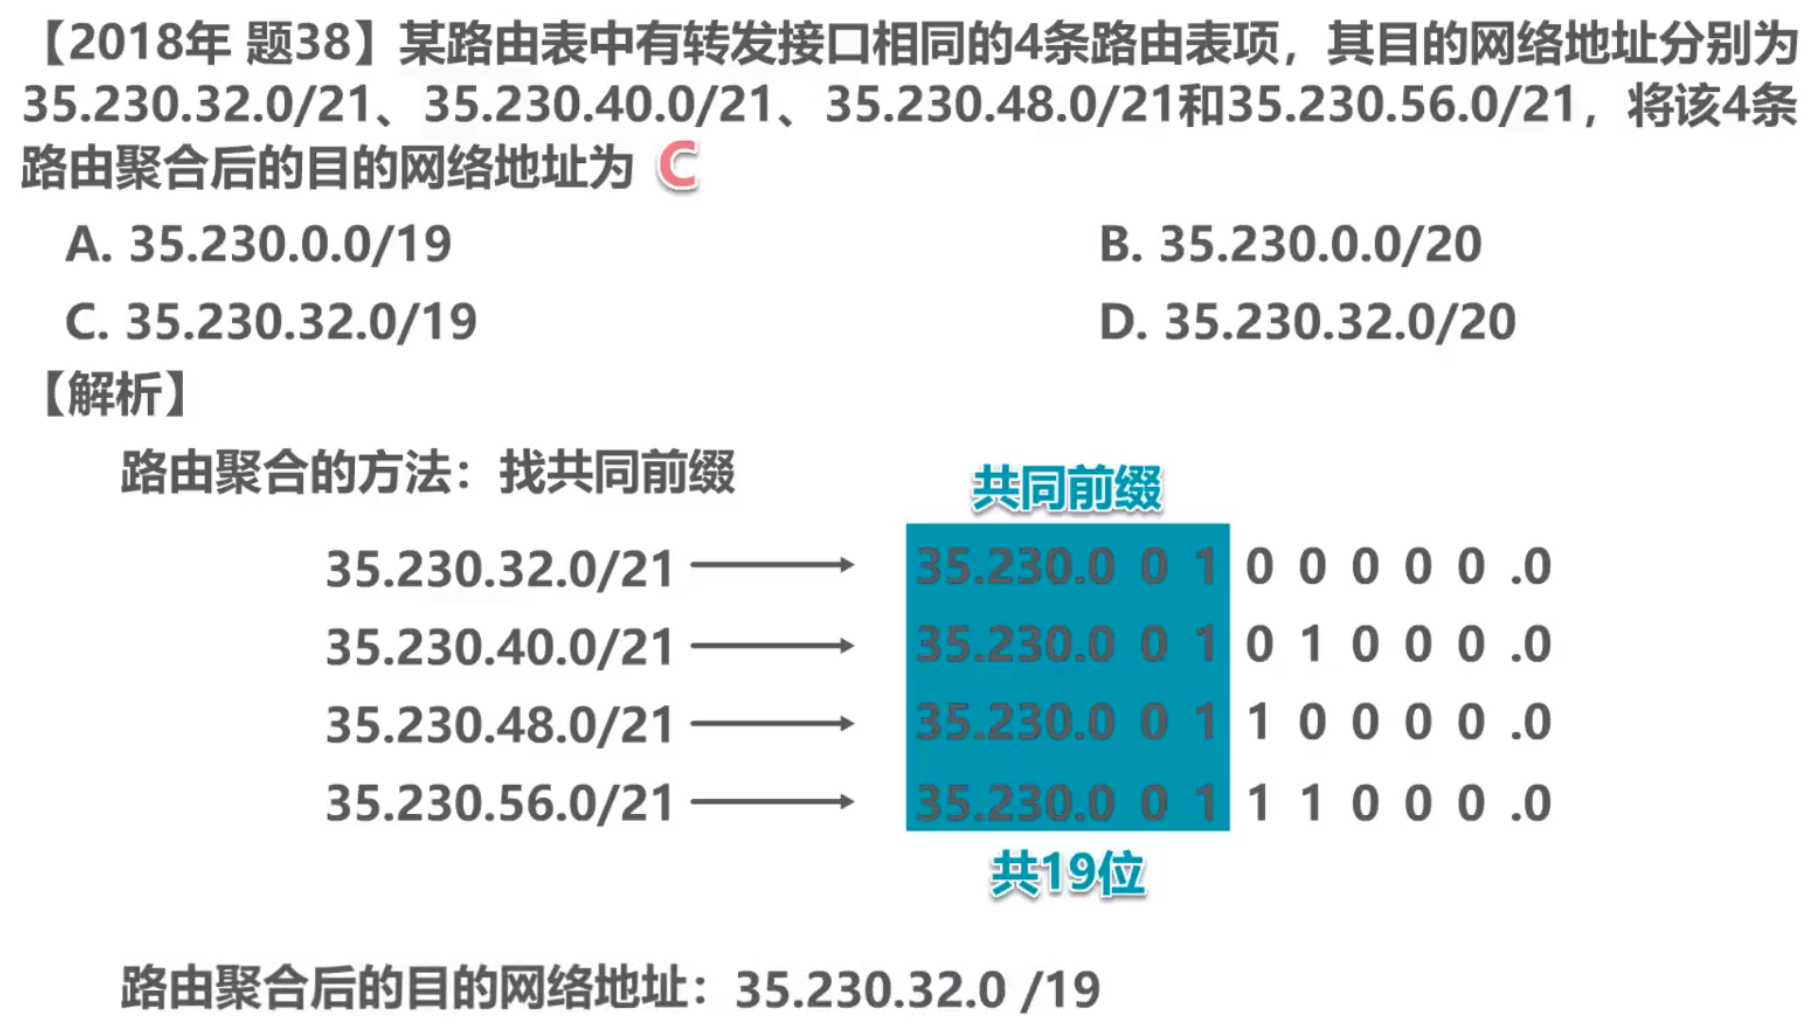 【2018年 题38】某路由表中有转发接口相同的4条路由表项，其目的网络地址分别为
35.230.32.0/21、35.230.40.0/21、35.230.48.0/21和35.230.56.0/21，将该4条
路由聚合后的目的网络地址为 C
A. 35.230.0.0/19 B. 35.230.0.0/20
C. 35.230.32.0/19 D. 35.230.32.0/20
【解析】
路由聚合的方法：找共同前缀
共同前缀
35.230.32.0/21 35.230.0 0 1 0 0 0 0 0 .0
35.230.40.0/21 35.230.0 0 1 0 1 0 0 0 .0
35.230.48.0/21 35.230.0 0 1 1 0 0 0 0 .0
35.230.56.0/21 35.230.0 0 1 1 1 0 0 0 .0
共19位
路由聚合后的目的网络地址：35.230.32.0 /19